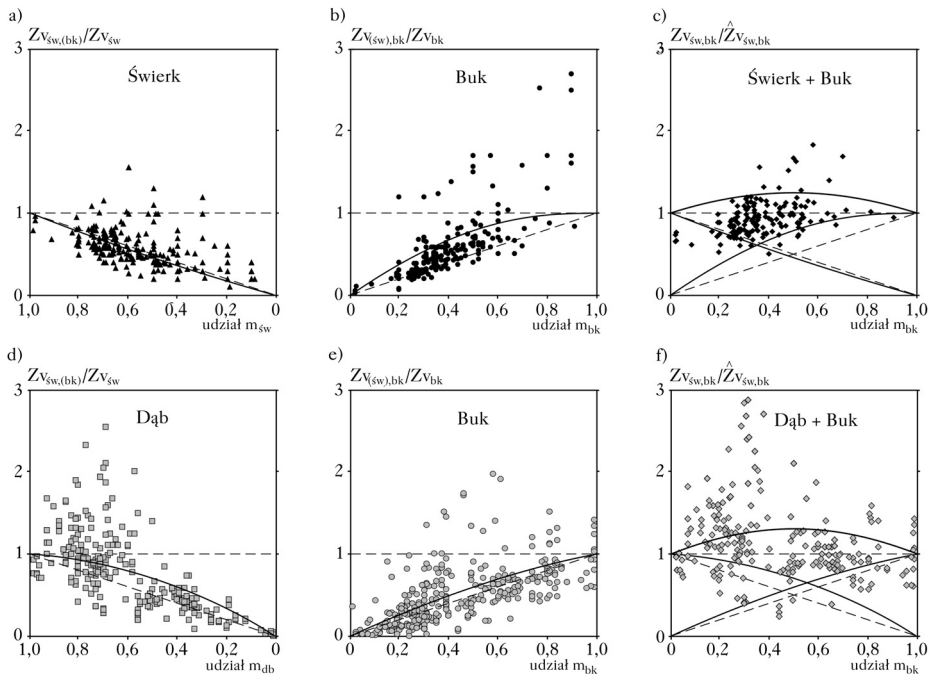 a)
Zvśw,(bk)/Zvśw
3
Świerk
2
1
0
1,0 0,8 0,6 0,4 0,2 0
udział mśw
b)
Zv(św),bk/Zvbk
3
Buk
2
1
0
0 0,2 0,4 0,6 0,8 1,0
udział mbk
c)
Zvśw,bk/Ẑvśw,bk
3
Świerk + Buk
2
1
0
0 0,2 0,4 0,6 0,8 1,0
udział mbk
d)
Zvśw,(bk)/Zvśw
3
Dąb
2
1
0
1,0 0,8 0,6 0,4 0,2 0
udział mdb
e)
Zv(św),bk/Zvbk
3
Buk
2
1
0
0 0,2 0,4 0,6 0,8 1,0
udział mbk
f)
Zvśw,bk/Ẑvśw,bk
3
Dąb + Buk
2
1
0
0 0,2 0,4 0,6 0,8 1,0
udział mbk